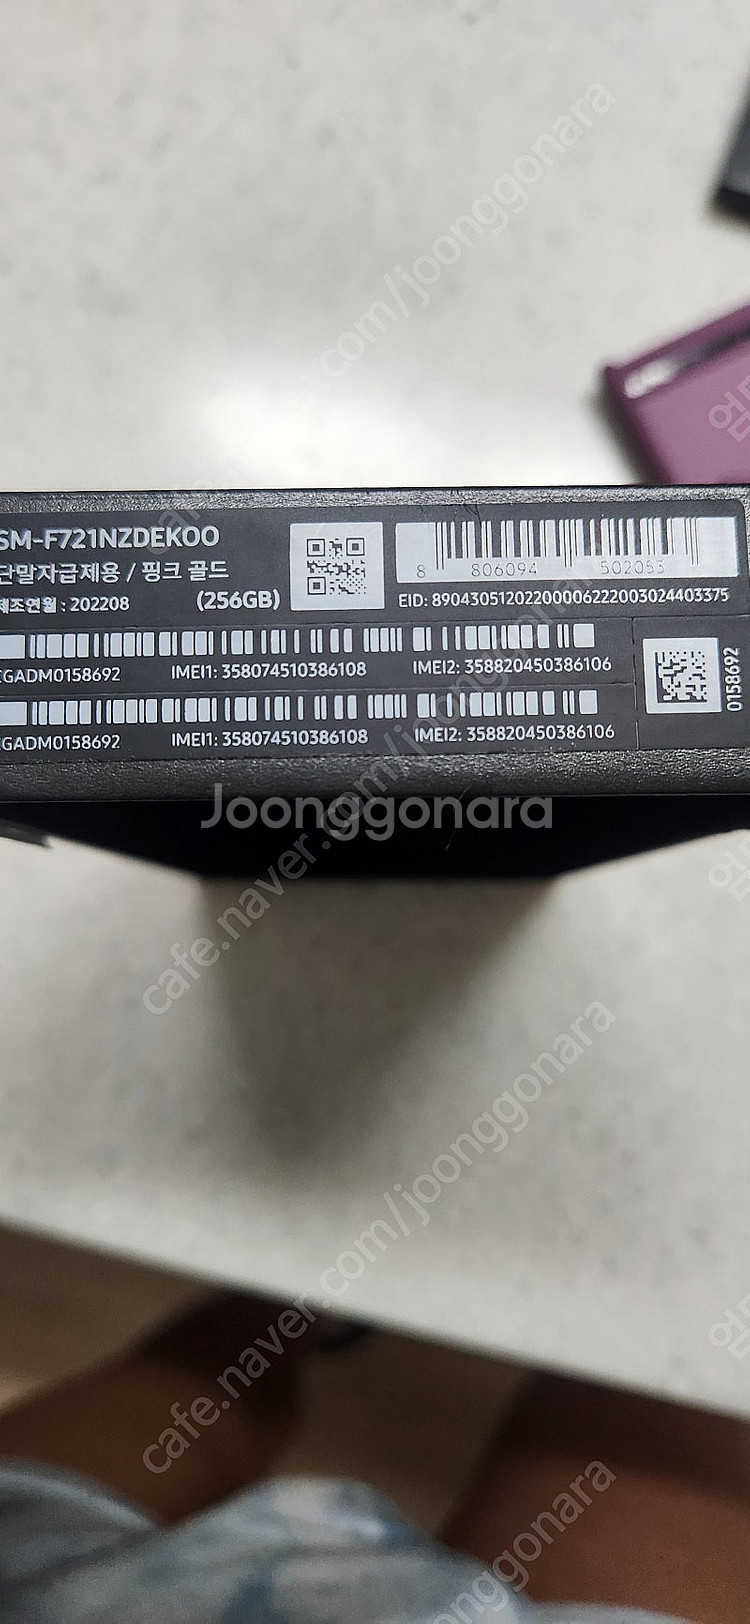 SM-F721NZDEKOO
단말자급제용 / 핑크 골드
제조연월 : 202208
(256GB)
8 806094 502053
EID: 89043051202200006222003024403375
GADM0158692 IMEI1: 358074510386108 IMEI2: 358820450386106
GADM0158692 IMEI1: 358074510386108 IMEI2: 358820450386106
0158692
Joonggonara
cafe.naver.com/joonggonara
cafe.naver.com/joonggonara
cafe.naver.com/joonggonara